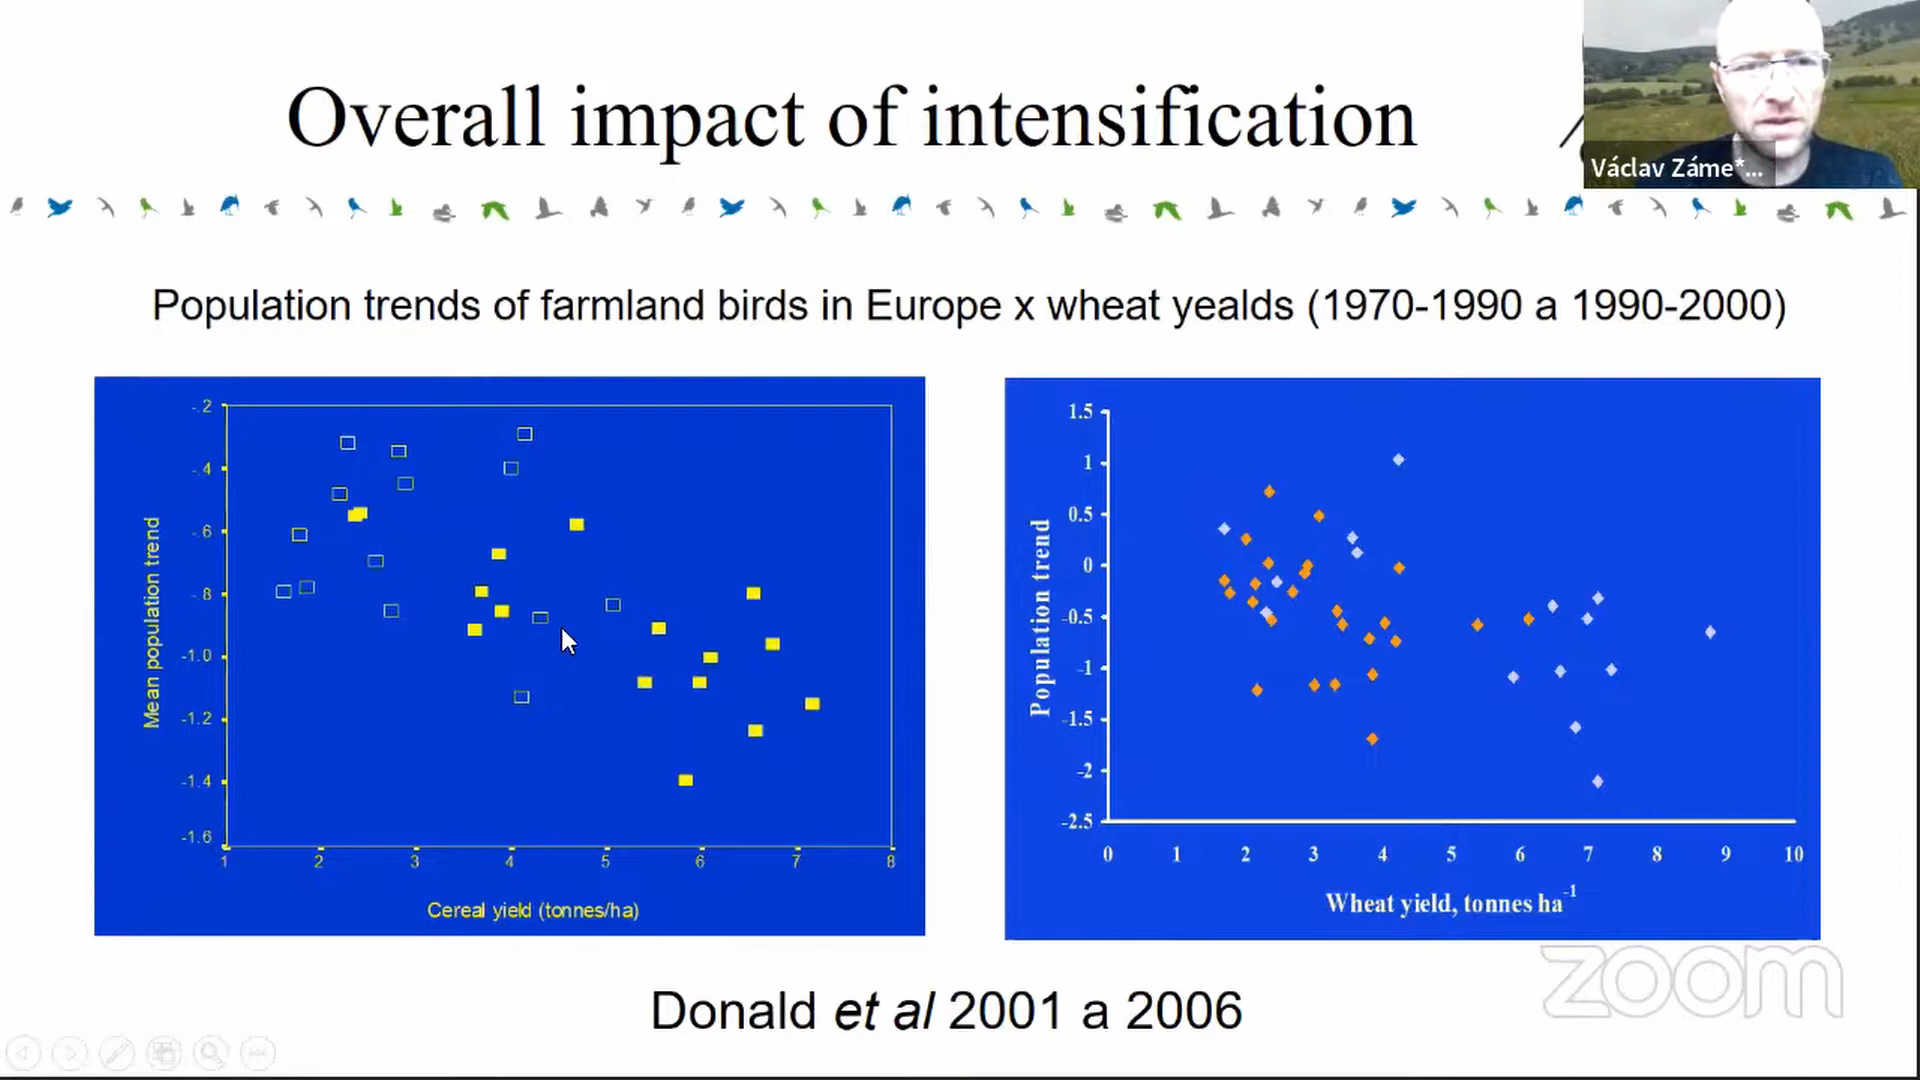 Overall impact of intensification
Václav Záme*...
Population trends of farmland birds in Europe x wheat yealds (1970-1990 a 1990-2000)
Mean population trend
-.2
-.4
-.6
-.8
-1.0
-1.2
-1.4
-1.6
1 2 3 4 5 6 7 8
Cereal yield (tonnes/ha)
Population trend
1.5
1
0.5
0
-0.5
-1
-1.5
-2
-2.5
0 1 2 3 4 5 6 7 8 9 10
Wheat yield, tonnes ha-1
Donald et al 2001 a 2006
zoom